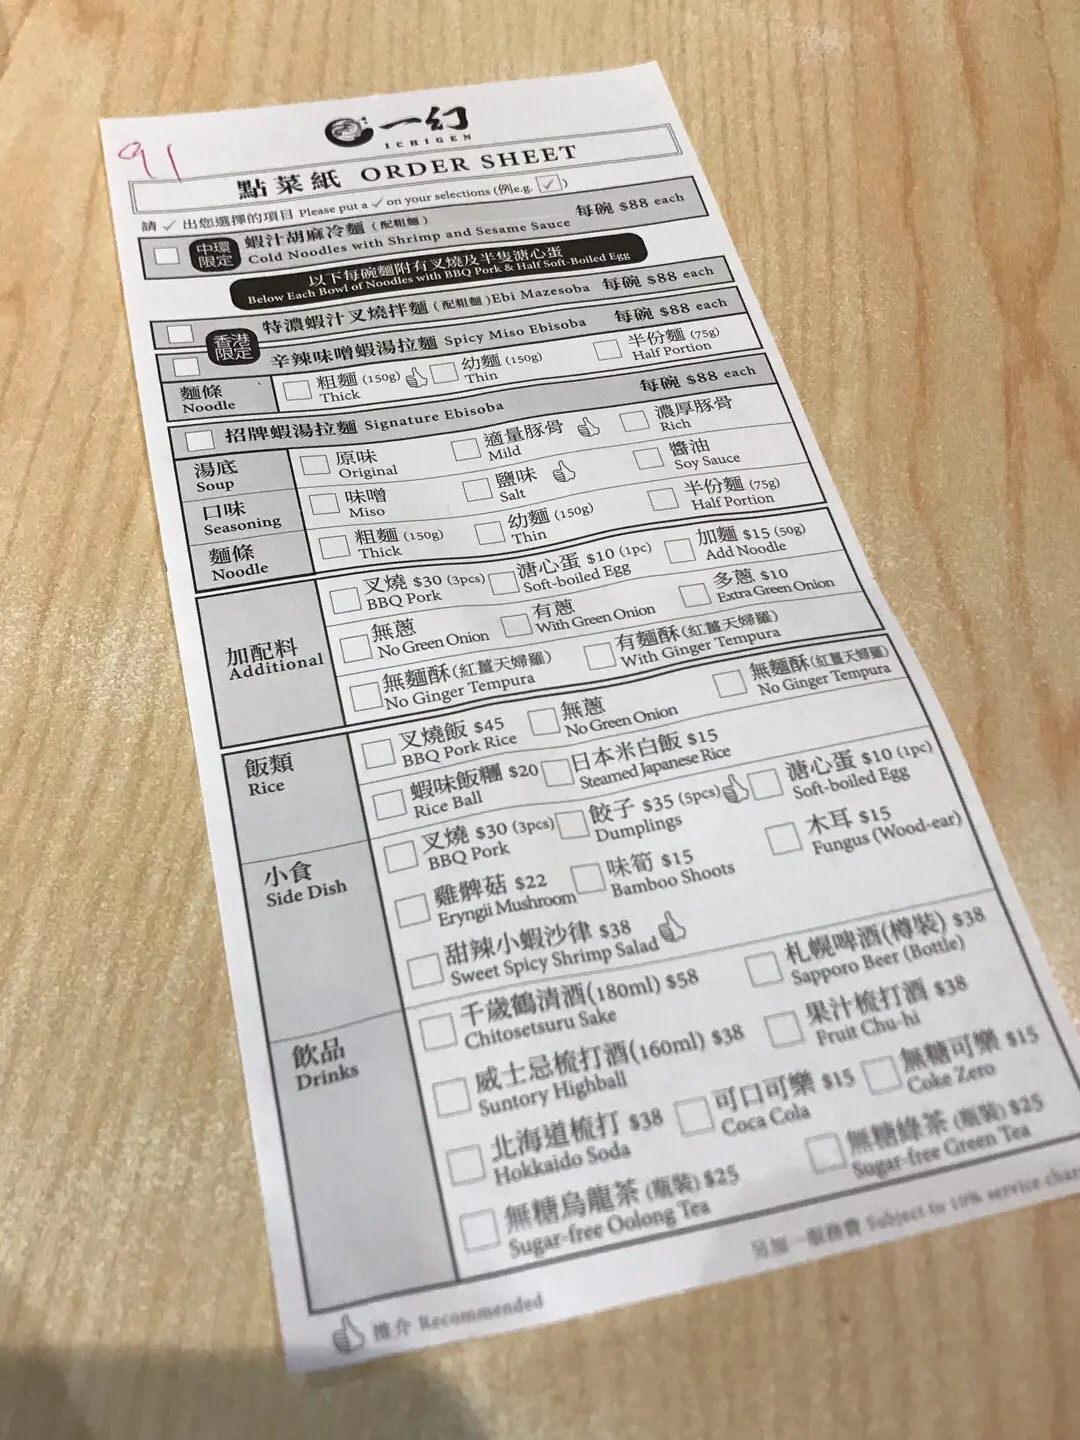 91
一幻
ICHIGEN
點菜紙 ORDER SHEET
請 ✓ 出您選擇的項目 Please put a ✓ on your selections (例e.g. ✓)
中環限定 蝦汁胡麻冷麵 (配粗麵) 每碗 $88 each
Cold Noodles with Shrimp and Sesame Sauce
以下每碗麵附有叉燒及半隻溏心蛋
Below Each Bowl of Noodles with BBQ Pork & Half Soft-Boiled Egg
特濃蝦汁叉燒拌麵 (配粗麵) Ebi Mazesoba 每碗 $88 each
香港限定
辛辣味噌蝦湯拉麵 Spicy Miso Ebisoba 每碗 $88 each
麵條 粗麵 (150g) 幼麵 (150g) 半份麵 (75g)
Noodle Thick Thin Half Portion
招牌蝦湯拉麵 Signature Ebisoba 每碗 $88 each
湯底 原味 適量豚骨 濃厚豚骨
Soup Original Mild Rich
口味 味噌 鹽味 醬油
Seasoning Miso Salt Soy Sauce
麵條 粗麵 (150g) 幼麵 (150g) 半份麵 (75g)
Noodle Thick Thin Half Portion
叉燒 $30 (3pcs) 溏心蛋 $10 (1pc) 加麵 $15 (50g)
BBQ Pork Soft-boiled Egg Add Noodle
無蔥 有蔥 多蔥 $10
No Green Onion With Green Onion Extra Green Onion
加配料
Additional
無麵酥 (紅薑天婦羅) 有麵酥 (紅薑天婦羅)
No Ginger Tempura With Ginger Tempura
飯類 叉燒飯 $45 無蔥 無麵酥 (紅薑天婦羅)
Rice BBQ Pork Rice No Green Onion No Ginger Tempura
蝦味飯糰 $20 日本米白飯 $15
Rice Ball Steamed Japanese Rice
小食 叉燒 $30 (3pcs) 餃子 $35 (5pcs) 溏心蛋 $10 (1pc)
Side Dish BBQ Pork Dumplings Soft-boiled Egg
雞髀菇 $22 味筍 $15 木耳 $15
Eryngii Mushroom Bamboo Shoots Fungus (Wood-ear)
甜辣小蝦沙律 $38
Sweet Spicy Shrimp Salad
飲品 千歲鶴清酒(180ml) $58 札幌啤酒(樽裝) $38
Drinks Chitosetsuru Sake Sapporo Beer (Bottle)
威士忌梳打酒(160ml) $38 果汁梳打酒 $38
Suntory Highball Fruit Chu-hi
北海道梳打 $38 可口可樂 $15 無糖可樂 $15
Hokkaido Soda Coca Cola Coke Zero
無糖烏龍茶 (瓶裝) $25 無糖綠茶 (瓶裝) $25
Sugar-free Oolong Tea Sugar-free Green Tea
推介 Recommended 另加一服務費 Subject to 10% service char